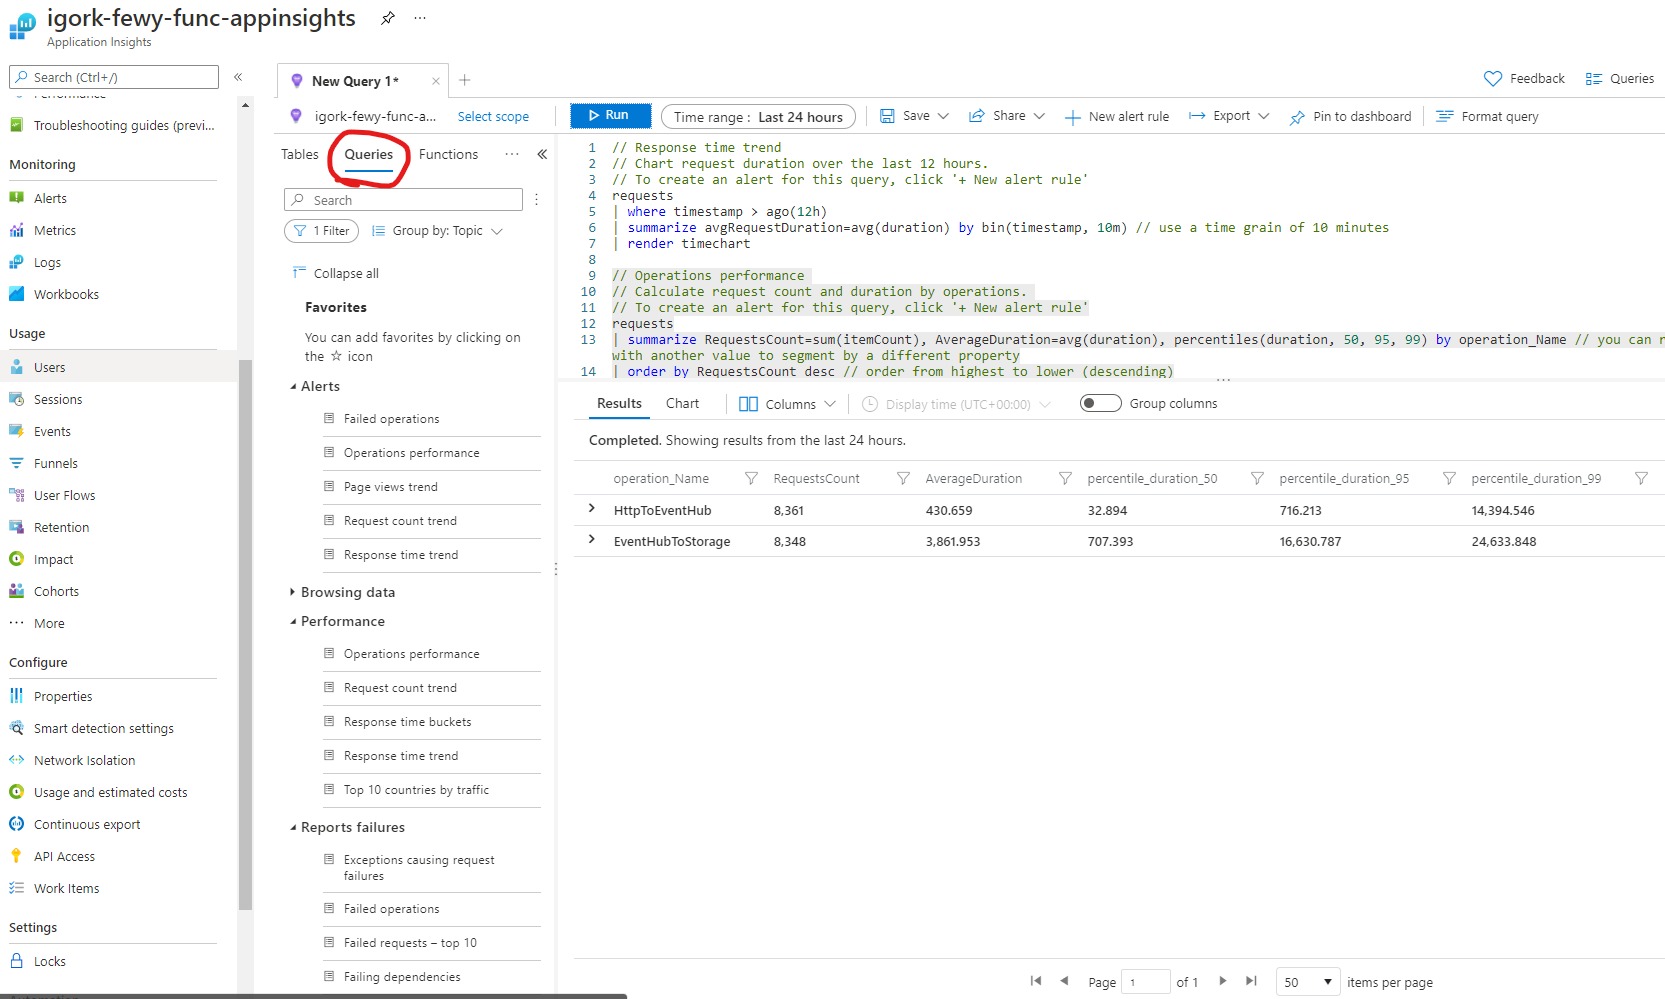 igork-fewy-func-appinsights
Application Insights
Search (Ctrl+/)
Performance
Troubleshooting guides (previ...
Monitoring
Alerts
Metrics
Logs
Workbooks
Usage
Users
Sessions
Events
Funnels
User Flows
Retention
Impact
Cohorts
More
Configure
Properties
Smart detection settings
Network Isolation
Usage and estimated costs
Continuous export
API Access
Work Items
Settings
Locks
New Query 1*
Feedback
Queries
igork-fewy-func-a...
Select scope
Run
Time range : Last 24 hours
Save
Share
New alert rule
Export
Pin to dashboard
Format query
Tables
Queries
Functions
Search
1 Filter
Group by: Topic
Collapse all
Favorites
You can add favorites by clicking on
the ☆ icon
Alerts
Failed operations
Operations performance
Page views trend
Request count trend
Response time trend
Browsing data
Performance
Operations performance
Request count trend
Response time buckets
Response time trend
Top 10 countries by traffic
Reports failures
Exceptions causing request
failures
Failed operations
Failed requests – top 10
Failing dependencies
1 // Response time trend
2 // Chart request duration over the last 12 hours.
3 // To create an alert for this query, click '+ New alert rule'
4 requests
5 | where timestamp > ago(12h)
6 | summarize avgRequestDuration=avg(duration) by bin(timestamp, 10m) // use a time grain of 10 minutes
7 | render timechart
8
9 // Operations performance
10 // Calculate request count and duration by operations.
11 // To create an alert for this query, click '+ New alert rule'
12 requests
13 | summarize RequestsCount=sum(itemCount), AverageDuration=avg(duration), percentiles(duration, 50, 95, 99) by operation_Name // you can
with another value to segment by a different property
14 | order by RequestsCount desc // order from highest to lower (descending)
Results
Chart
Columns
Display time (UTC+00:00)
Group columns
Completed. Showing results from the last 24 hours.
operation_Name RequestsCount AverageDuration percentile_duration_50 percentile_duration_95 percentile_duration_99
HttpToEventHub 8,361 430.659 32.894 716.213 14,394.546
EventHubToStorage 8,348 3,861.953 707.393 16,630.787 24,633.848
Page 1 of 1
50 items per page